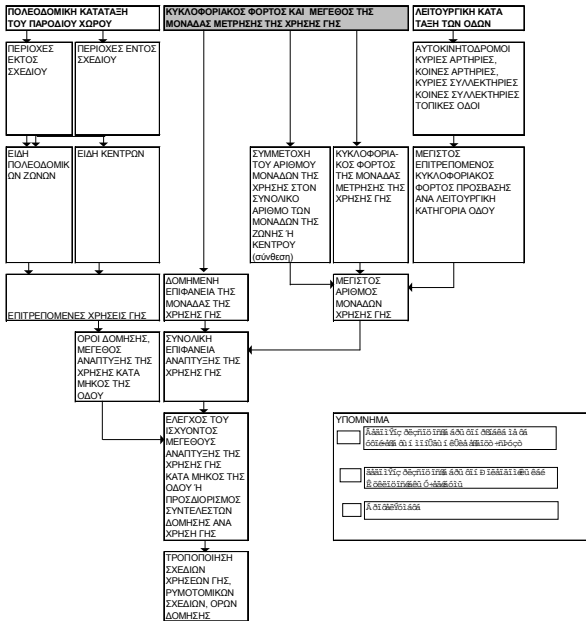 ΠΟΛΕΟΔΟΜΙΚΗ ΚΑΤΑΤΑΞΗ
ΤΟΥ ΠΑΡΟΔΙΟΥ ΧΩΡΟΥ
ΚΥΚΛΟΦΟΡΙΑΚΟΣ ΦΟΡΤΟΣ ΚΑΙ ΜΕΓΕΘΟΣ ΤΗΣ
ΜΟΝΑΔΑΣ ΜΕΤΡΗΣΗΣ ΤΗΣ ΧΡΗΣΗΣ ΓΗΣ
ΛΕΙΤΟΥΡΓΙΚΗ ΚΑΤΑ
ΤΑΞΗ ΤΩΝ ΟΔΩΝ
ΠΕΡΙΟΧΕΣ
ΕΚΤΟΣ
ΣΧΕΔΙΟΥ
ΠΕΡΙΟΧΕΣ ΕΝΤΟΣ
ΣΧΕΔΙΟΥ
ΑΥΤΟΚΙΝΗΤΟΔΡΟΜΟΙ
ΚΥΡΙΕΣ ΑΡΤΗΡΙΕΣ,
ΚΟΙΝΕΣ ΑΡΤΗΡΙΕΣ,
ΚΥΡΙΕΣ ΣΥΛΛΕΚΤΗΡΙΕΣ
ΚΟΙΝΕΣ ΣΥΛΛΕΚΤΗΡΙΕΣ
ΤΟΠΙΚΕΣ ΟΔΟΙ
ΕΙΔΗ
ΠΟΛΕΟΔΟΜΙΚ
ΩΝ ΖΩΝΩΝ
ΕΙΔΗ ΚΕΝΤΡΩΝ
ΣΥΜΜΕΤΟΧΗ
ΤΟΥ ΑΡΙΘΜΟΥ
ΜΟΝΑΔΩΝ ΤΗΣ
ΧΡΗΣΗΣ ΣΤΟΝ
ΣΥΝΟΛΙΚΟ
ΑΡΙΘΜΟ ΤΩΝ
ΜΟΝΑΔΩΝ ΤΗΣ
ΖΩΝΗΣ Ή
ΚΕΝΤΡΟΥ
(σύνθεση)
ΚΥΚΛΟΦΟΡΙΑ-
ΚΟΣ ΦΟΡΤΟΣ
ΤΗΣ ΜΟΝΑΔΑΣ
ΜΕΤΡΗΣΗΣ ΤΗΣ
ΧΡΗΣΗΣ ΓΗΣ
ΜΕΓΙΣΤΟΣ
ΕΠΙΤΡΕΠΟΜΕΝΟΣ
ΚΥΚΛΟΦΟΡΙΑΚΟΣ
ΦΟΡΤΟΣ ΠΡΟΣΒΑΣΗΣ
ΑΝΑ ΛΕΙΤΟΥΡΓΙΚΗ
ΚΑΤΗΓΟΡΙΑ ΟΔΟΥ
ΕΠΙΤΡΕΠΟΜΕΝΕΣ ΧΡΗΣΕΙΣ ΓΗΣ
ΔΟΜΗΜΕΝΗ
ΕΠΙΦΑΝΕΙΑ ΤΗΣ
ΜΟΝΑΔΑΣ ΤΗΣ
ΧΡΗΣΗΣ ΓΗΣ
ΜΕΓΙΣΤΟΣ
ΑΡΙΘΜΟΣ
ΜΟΝΑΔΩΝ
ΧΡΗΣΗΣ ΓΗΣ
ΟΡΟΙ ΔΟΜΗΣΗΣ,
ΜΕΓΕΘΟΣ
ΑΝΑΠΤΥΞΗΣ ΤΗΣ
ΧΡΗΣΗΣ ΚΑΤΑ
ΜΗΚΟΣ ΤΗΣ
ΟΔΟΥ
ΣΥΝΟΛΙΚΗ
ΕΠΙΦΑΝΕΙΑ
ΑΝΑΠΤΥΞΗΣ ΤΗΣ
ΧΡΗΣΗΣ ΓΗΣ
ΕΛΕΓΧΟΣ ΤΟΥ
ΙΣΧΥΟΝΤΟΣ
ΜΕΓΕΘΟΥΣ
ΑΝΑΠΤΥΞΗΣ ΤΗΣ
ΧΡΗΣΗΣ ΓΗΣ
ΚΑΤΑ ΜΗΚΟΣ ΤΗΣ
ΟΔΟΥ Ή
ΠΡΟΣΔΙΟΡΙΣΜΟΣ
ΣΥΝΤΕΛΕΣΤΩΝ
ΔΟΜΗΣΗΣ ΑΝΑ
ΧΡΗΣΗ ΓΗΣ
ΤΡΟΠΟΠΟΙΗΣΗ
ΣΧΕΔΙΩΝ
ΧΡΗΣΕΩΝ ΓΗΣ,
ΡΥΜΟΤΟΜΙΚΩΝ
ΣΧΕΔΙΩΝ, ΟΡΩΝ
ΔΟΜΗΣΗΣ
ΥΠΟΜΝΗΜΑ